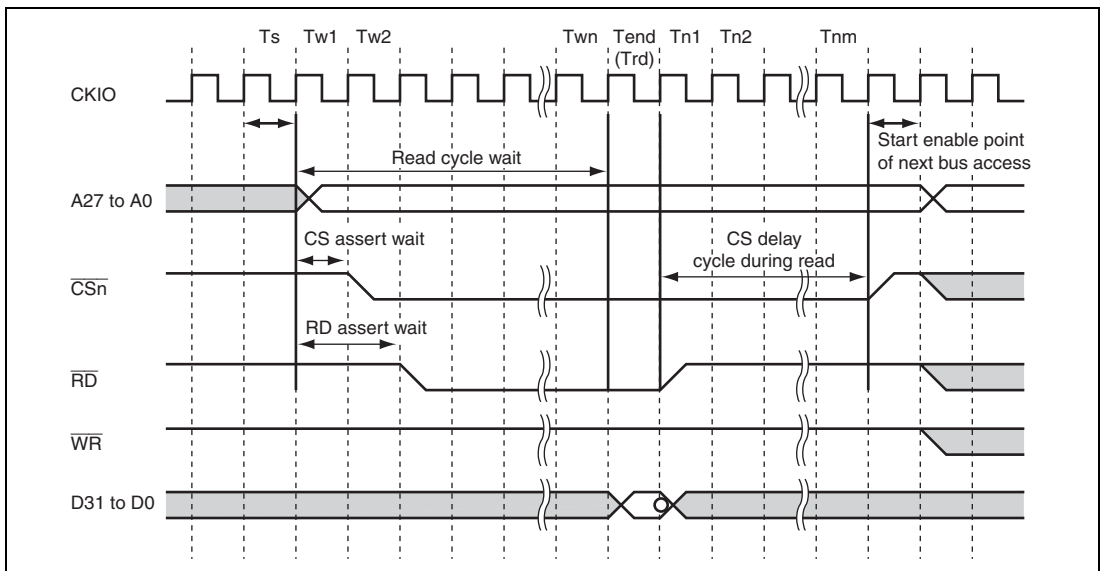 Ts Tw1 Tw2 Twn Tend Tn1 Tn2 Tnm
(Trd)
CKIO
Start enable point
of next bus access
Read cycle wait
A27 to A0
CS assert wait
CS delay
cycle during read
CSn
RD assert wait
RD
WR
D31 to D0